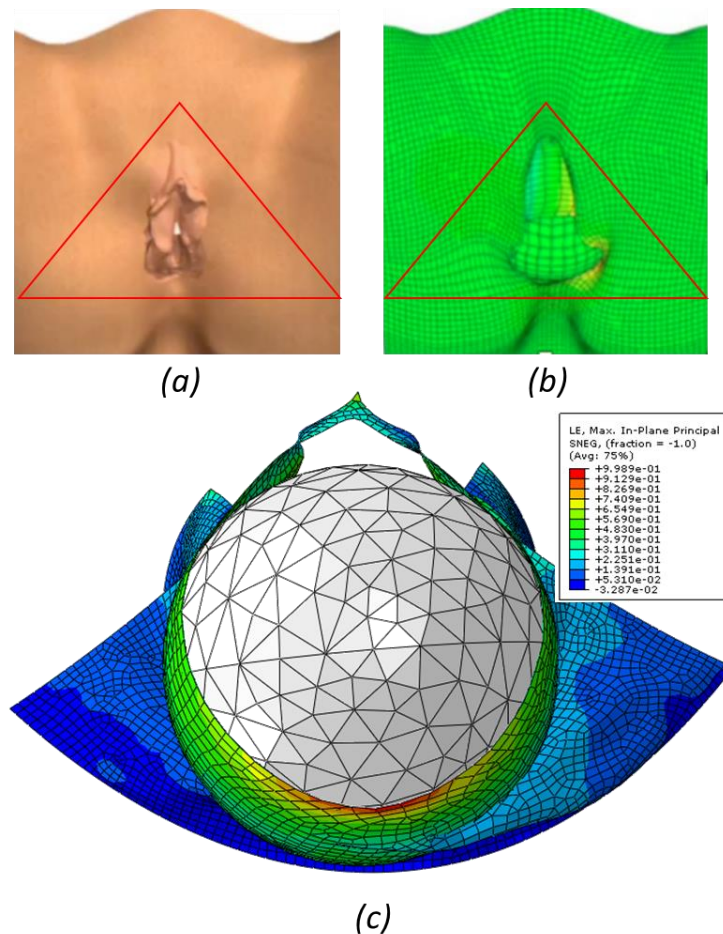 (a)
(b)
LE, Max. In-Plane Principal
SNEG, (fraction = -1.0)
(Avg: 75%)
+9.989e-01
+9.129e-01
+8.269e-01
+7.409e-01
+6.549e-01
+5.690e-01
+4.830e-01
+3.970e-01
+3.110e-01
+2.251e-01
+1.391e-01
+5.310e-02
-3.287e-02
(c)